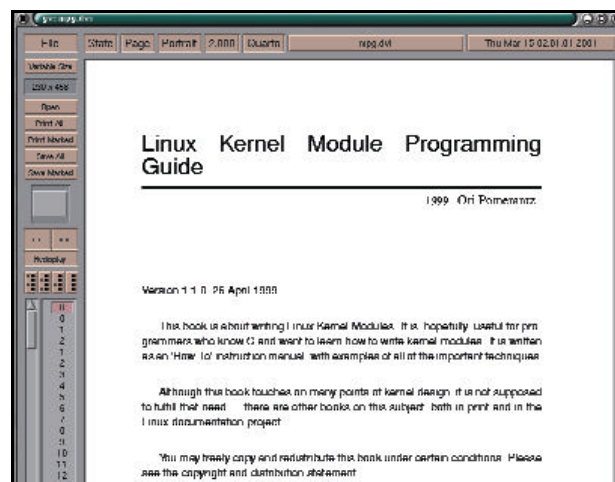 File State Page Portrait 2.000 Quarto mpg.dvi Thu Mar 15 02:01:01 2001
Variable Size
Open
Print All
Print Marked
Save All
Save Marked
Redisplay
Linux Kernel Module Programming
Guide
1999 Ori Pomerantz
Version 1.1.0, 26 April 1999.
This book is about writing Linux Kernel Modules. It is, hopefully, useful for pro-
grammers who know C and want to learn how to write kernel modules. It is written
as an 'How-To' instruction manual, with examples of all of the important techniques.
Although this book touches on many points of kernel design, it is not supposed
to fulfill that need — there are other books on this subject, both in print and in the
Linux documentation project.
You may freely copy and redistribute this book under certain conditions. Please
see the copyright and distribution statement.
0
0
1
2
1
2
3
4
5
6
7
8
9
10
11
12